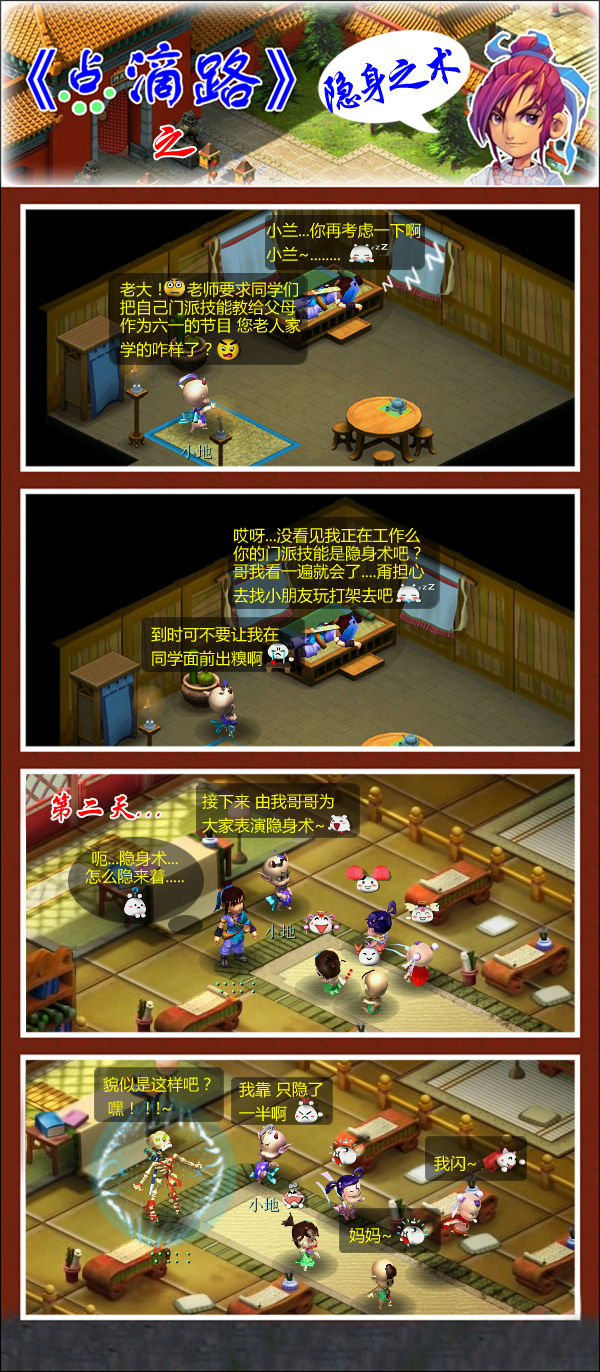 《点滴路》
之
隐身之术
小兰...你再考虑一下啊
小兰~........
zzZ
N N N
老大！老师要求同学们
把自己门派技能教给父母
作为六一的节目 您老人家
学的咋样了？
小地
哎呀...没看见我正在工作么
你的门派技能是隐身术吧？
哥我看一遍就会了....甭担心
去找小朋友玩打架去吧
zzZ
到时可不要让我在
同学面前出糗啊
第二天...
接下来 由我哥哥为
大家表演隐身术~
呃...隐身术...
怎么隐来着.....
?
小地
貌似是这样吧？
嘿！!!~
我靠 只隐了
一半啊
我闪~
小地
妈妈~